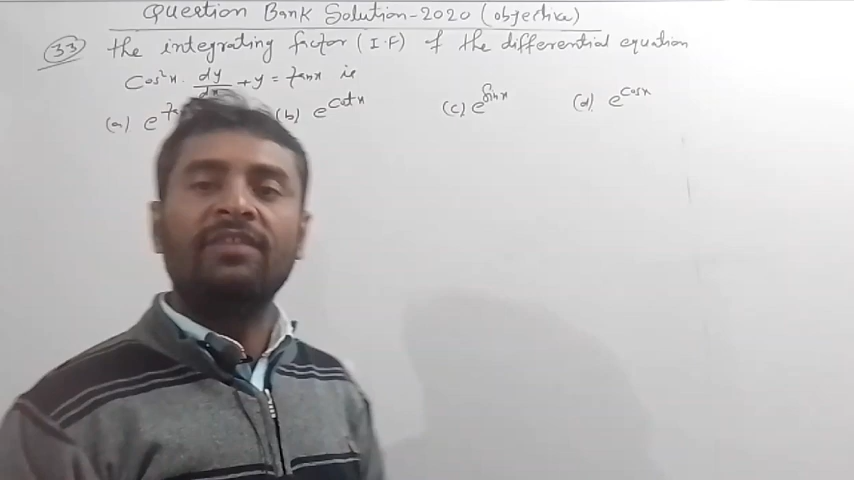 Question Bank Solution-2020 (objective)
(33) the integrating factor (I.F) of the differential equation
Cos²x. dy/dx + y = tanx is
(a) e (b) e^Cotx (c) e^Sinx (d) e^Cosx